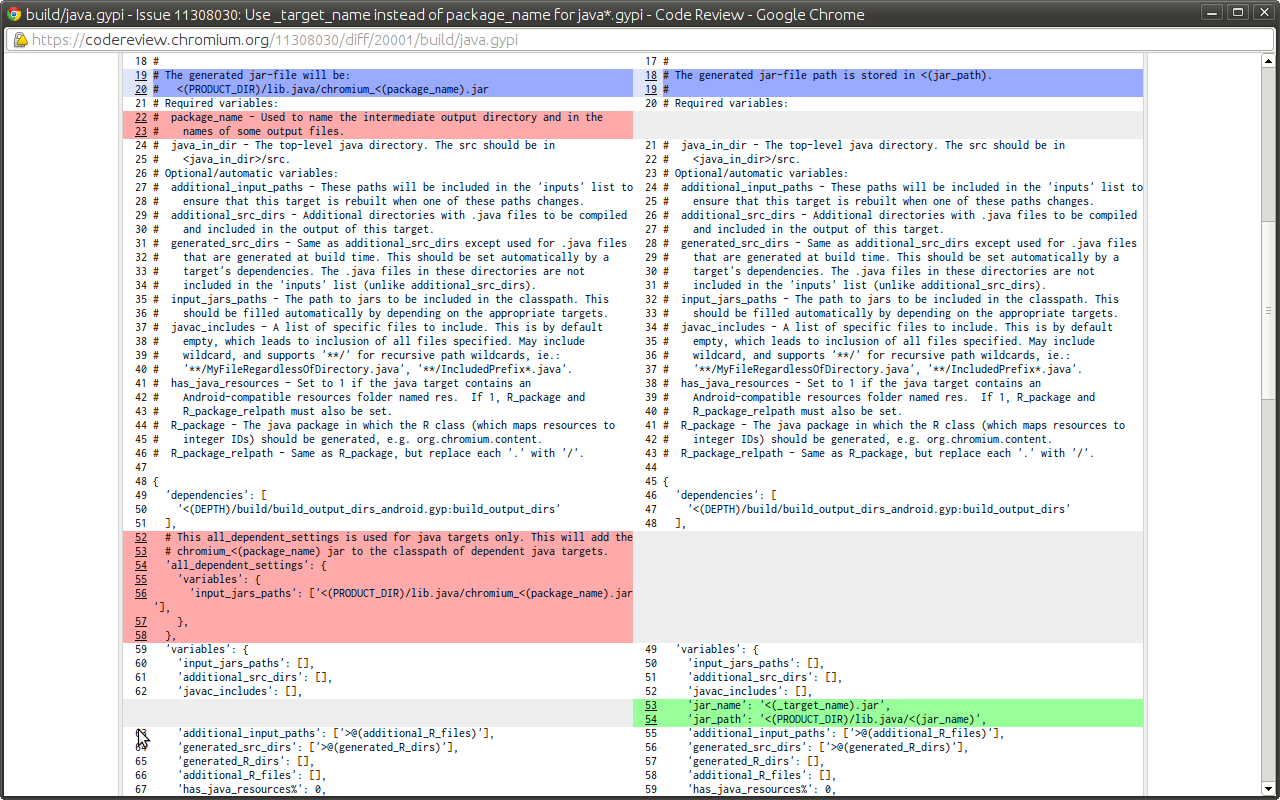 build/java.gypi - Issue 11308030: Use _target_name instead of package_name for java*.gypi - Code Review - Google Chrome
https://codereview.chromium.org/11308030/diff/20001/build/java.gypi
18 #
19 # The generated jar-file will be:
20 #   <(PRODUCT_DIR)/lib.java/chromium_<(package_name).jar
21 # Required variables:
22 #  package_name - Used to name the intermediate output directory and in the
23 #    names of some output files.
24 #  java_in_dir - The top-level java directory. The src should be in
25 #    <java_in_dir>/src.
26 # Optional/automatic variables:
27 #  additional_input_paths - These paths will be included in the 'inputs' list to
28 #    ensure that this target is rebuilt when one of these paths changes.
29 #  additional_src_dirs - Additional directories with .java files to be compiled
30 #    and included in the output of this target.
31 #  generated_src_dirs - Same as additional_src_dirs except used for .java files
32 #    that are generated at build time. This should be set automatically by a
33 #    target's dependencies. The .java files in these directories are not
34 #    included in the 'inputs' list (unlike additional_src_dirs).
35 #  input_jars_paths - The path to jars to be included in the classpath. This
36 #    should be filled automatically by depending on the appropriate targets.
37 #  javac_includes - A list of specific files to include. This is by default
38 #    empty, which leads to inclusion of all files specified. May include
39 #    wildcard, and supports '**/' for recursive path wildcards, ie.:
40 #    '**/MyFileRegardlessOfDirectory.java', '**/IncludedPrefix*.java'.
41 #  has_java_resources - Set to 1 if the java target contains an
42 #    Android-compatible resources folder named res.  If 1, R_package and
43 #    R_package_relpath must also be set.
44 #  R_package - The java package in which the R class (which maps resources to
45 #    integer IDs) should be generated, e.g. org.chromium.content.
46 #  R_package_relpath - Same as R_package, but replace each '.' with '/'.
47
48 {
49   'dependencies': [
50     '<(DEPTH)/build/build_output_dirs_android.gyp:build_output_dirs'
51   ],
52   # This all_dependent_settings is used for java targets only. This will add the
53   # chromium_<(package_name) jar to the classpath of dependent java targets.
54   'all_dependent_settings': {
55     'variables': {
56       'input_jars_paths': ['<(PRODUCT_DIR)/lib.java/chromium_<(package_name).jar
'],
57     },
58   },
59   'variables': {
60     'input_jars_paths': [],
61     'additional_src_dirs': [],
62     'javac_includes': [],
'additional_input_paths': ['>@(additional_R_files)'],
'generated_src_dirs': ['>@(generated_R_dirs)'],
65     'generated_R_dirs': [],
66     'additional_R_files': [],
67     'has_java_resources%': 0,
17 #
18 # The generated jar-file path is stored in <(jar_path).
19 #
20 # Required variables:
21 #  java_in_dir - The top-level java directory. The src should be in
22 #    <java_in_dir>/src.
23 # Optional/automatic variables:
24 #  additional_input_paths - These paths will be included in the 'inputs' list to
25 #    ensure that this target is rebuilt when one of these paths changes.
26 #  additional_src_dirs - Additional directories with .java files to be compiled
27 #    and included in the output of this target.
28 #  generated_src_dirs - Same as additional_src_dirs except used for .java files
29 #    that are generated at build time. This should be set automatically by a
30 #    target's dependencies. The .java files in these directories are not
31 #    included in the 'inputs' list (unlike additional_src_dirs).
32 #  input_jars_paths - The path to jars to be included in the classpath. This
33 #    should be filled automatically by depending on the appropriate targets.
34 #  javac_includes - A list of specific files to include. This is by default
35 #    empty, which leads to inclusion of all files specified. May include
36 #    wildcard, and supports '**/' for recursive path wildcards, ie.:
37 #    '**/MyFileRegardlessOfDirectory.java', '**/IncludedPrefix*.java'.
38 #  has_java_resources - Set to 1 if the java target contains an
39 #    Android-compatible resources folder named res.  If 1, R_package and
40 #    R_package_relpath must also be set.
41 #  R_package - The java package in which the R class (which maps resources to
42 #    integer IDs) should be generated, e.g. org.chromium.content.
43 #  R_package_relpath - Same as R_package, but replace each '.' with '/'.
44
45 {
46   'dependencies': [
47     '<(DEPTH)/build/build_output_dirs_android.gyp:build_output_dirs'
48   ],
49   'variables': {
50     'input_jars_paths': [],
51     'additional_src_dirs': [],
52     'javac_includes': [],
53     'jar_name': '<(_target_name).jar',
54     'jar_path': '<(PRODUCT_DIR)/lib.java/<(jar_name)',
55     'additional_input_paths': ['>@(additional_R_files)'],
56     'generated_src_dirs': ['>@(generated_R_dirs)'],
57     'generated_R_dirs': [],
58     'additional_R_files': [],
59     'has_java_resources%': 0,